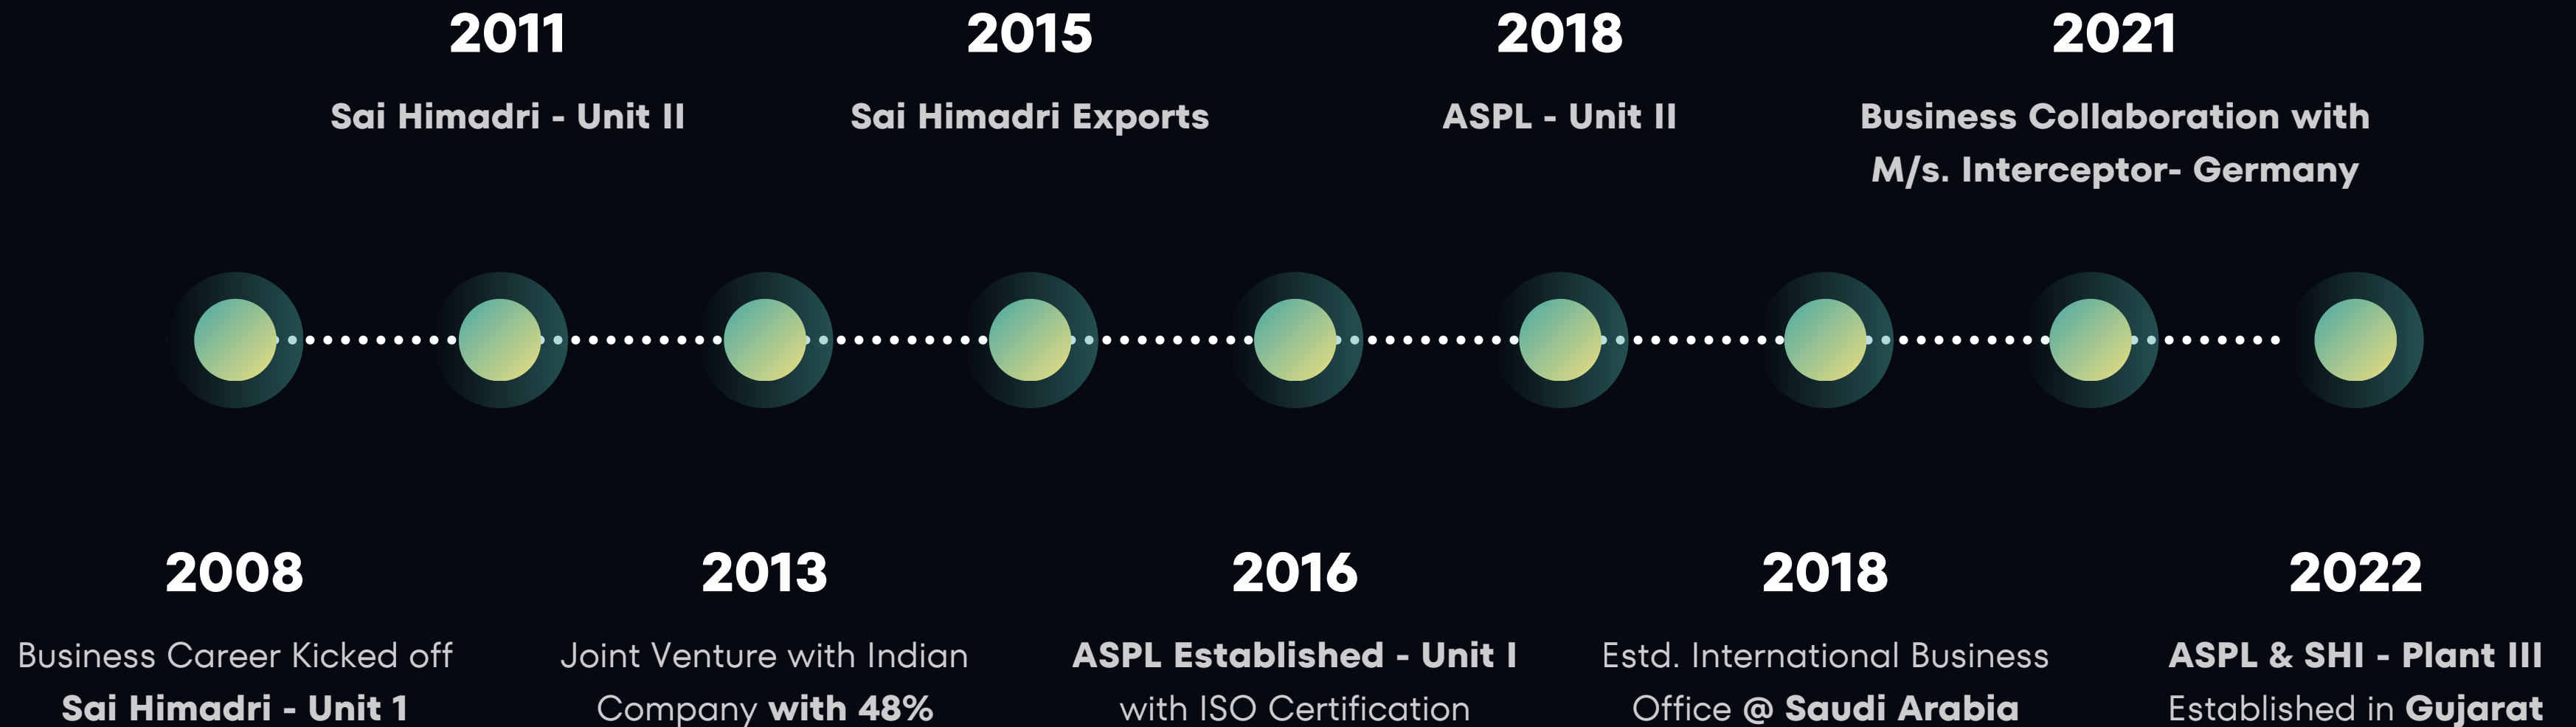 2011
Sai Himadri - Unit II
2015
Sai Himadri Exports
2018
ASPL - Unit II
2021
Business Collaboration with
M/s. Interceptor- Germany
2008
Business Career Kicked off
Sai Himadri - Unit 1
2013
Joint Venture with Indian
Company with 48%
2016
ASPL Established - Unit I
with ISO Certification
2018
Estd. International Business
Office @ Saudi Arabia
2022
ASPL & SHI - Plant III
Established in Gujarat